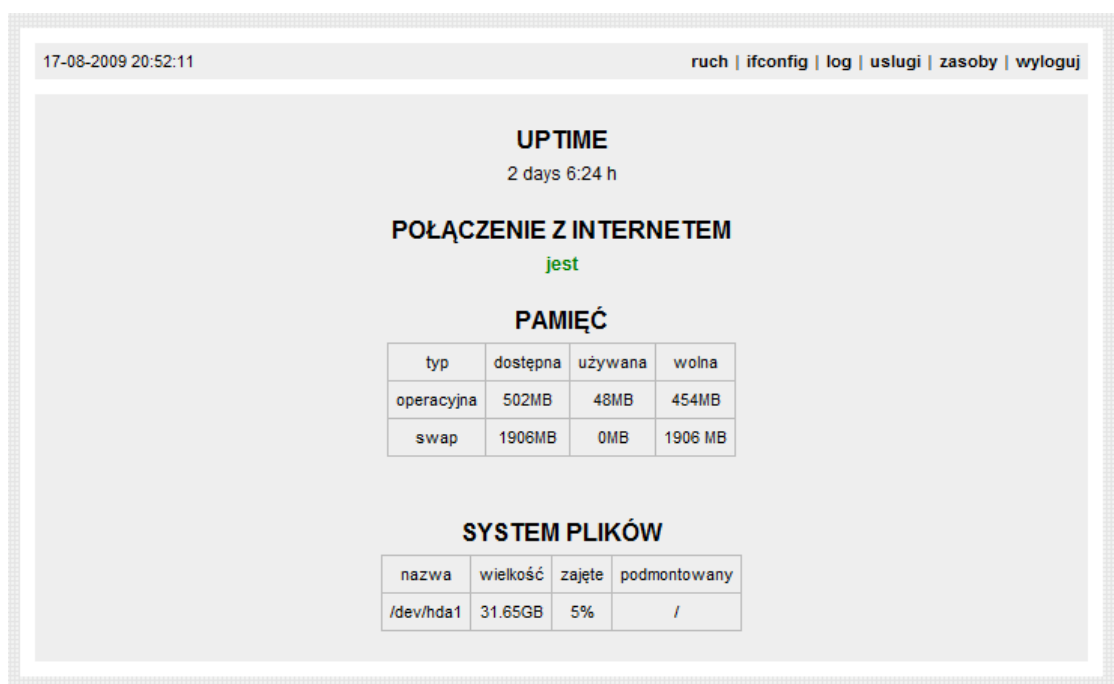 17-08-2009 20:52:11 ruch | ifconfig | log | uslugi | zasoby | wyloguj
UPTIME
2 days 6:24 h
POŁĄCZENIE Z INTERNETEM
jest
PAMIĘĆ
typ dostępna używana wolna
operacyjna 502MB 48MB 454MB
swap 1906MB 0MB 1906 MB
SYSTEM PLIKÓW
nazwa wielkość zajęte podmontowany
/dev/hda1 31.65GB 5% /